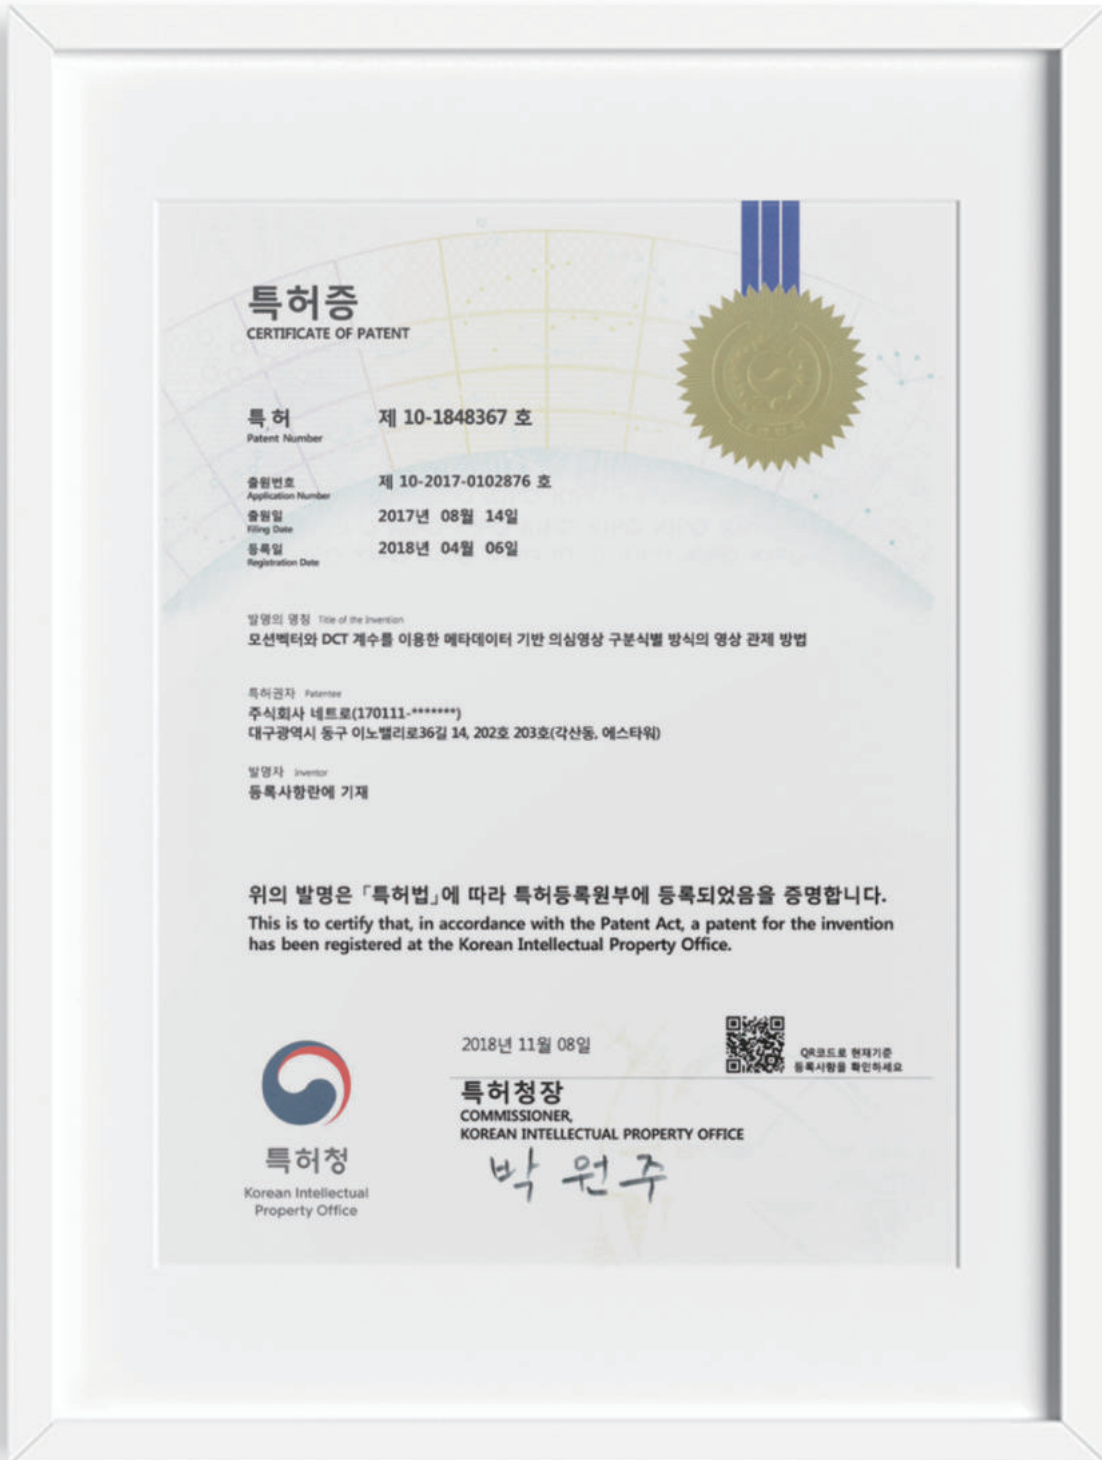 특허증
CERTIFICATE OF PATENT
특 허 제 10-1848367 호
Patent Number
출원번호 제 10-2017-0102876 호
Application Number
출원일 2017년 08월 14일
Filing Date
등록일 2018년 04월 06일
Registration Date
발명의 명칭 Title of the Invention
모션벡터와 DCT 계수를 이용한 메타데이터 기반 의심영상 구분식별 방식의 영상 관제 방법
특허권자 Patentee
주식회사 네트로(170111-*******)
대구광역시 동구 이노밸리로36길 14, 202호 203호(각산동, 에스타워)
발명자 Inventor
등록사항란에 기재
위의 발명은 「특허법」에 따라 특허등록원부에 등록되었음을 증명합니다.
This is to certify that, in accordance with the Patent Act, a patent for the invention
has been registered at the Korean Intellectual Property Office.
2018년 11월 08일
QR코드로 현재기준
등록사항을 확인하세요
특허청장
COMMISSIONER,
KOREAN INTELLECTUAL PROPERTY OFFICE
박 원 주
특허청
Korean Intellectual
Property Office